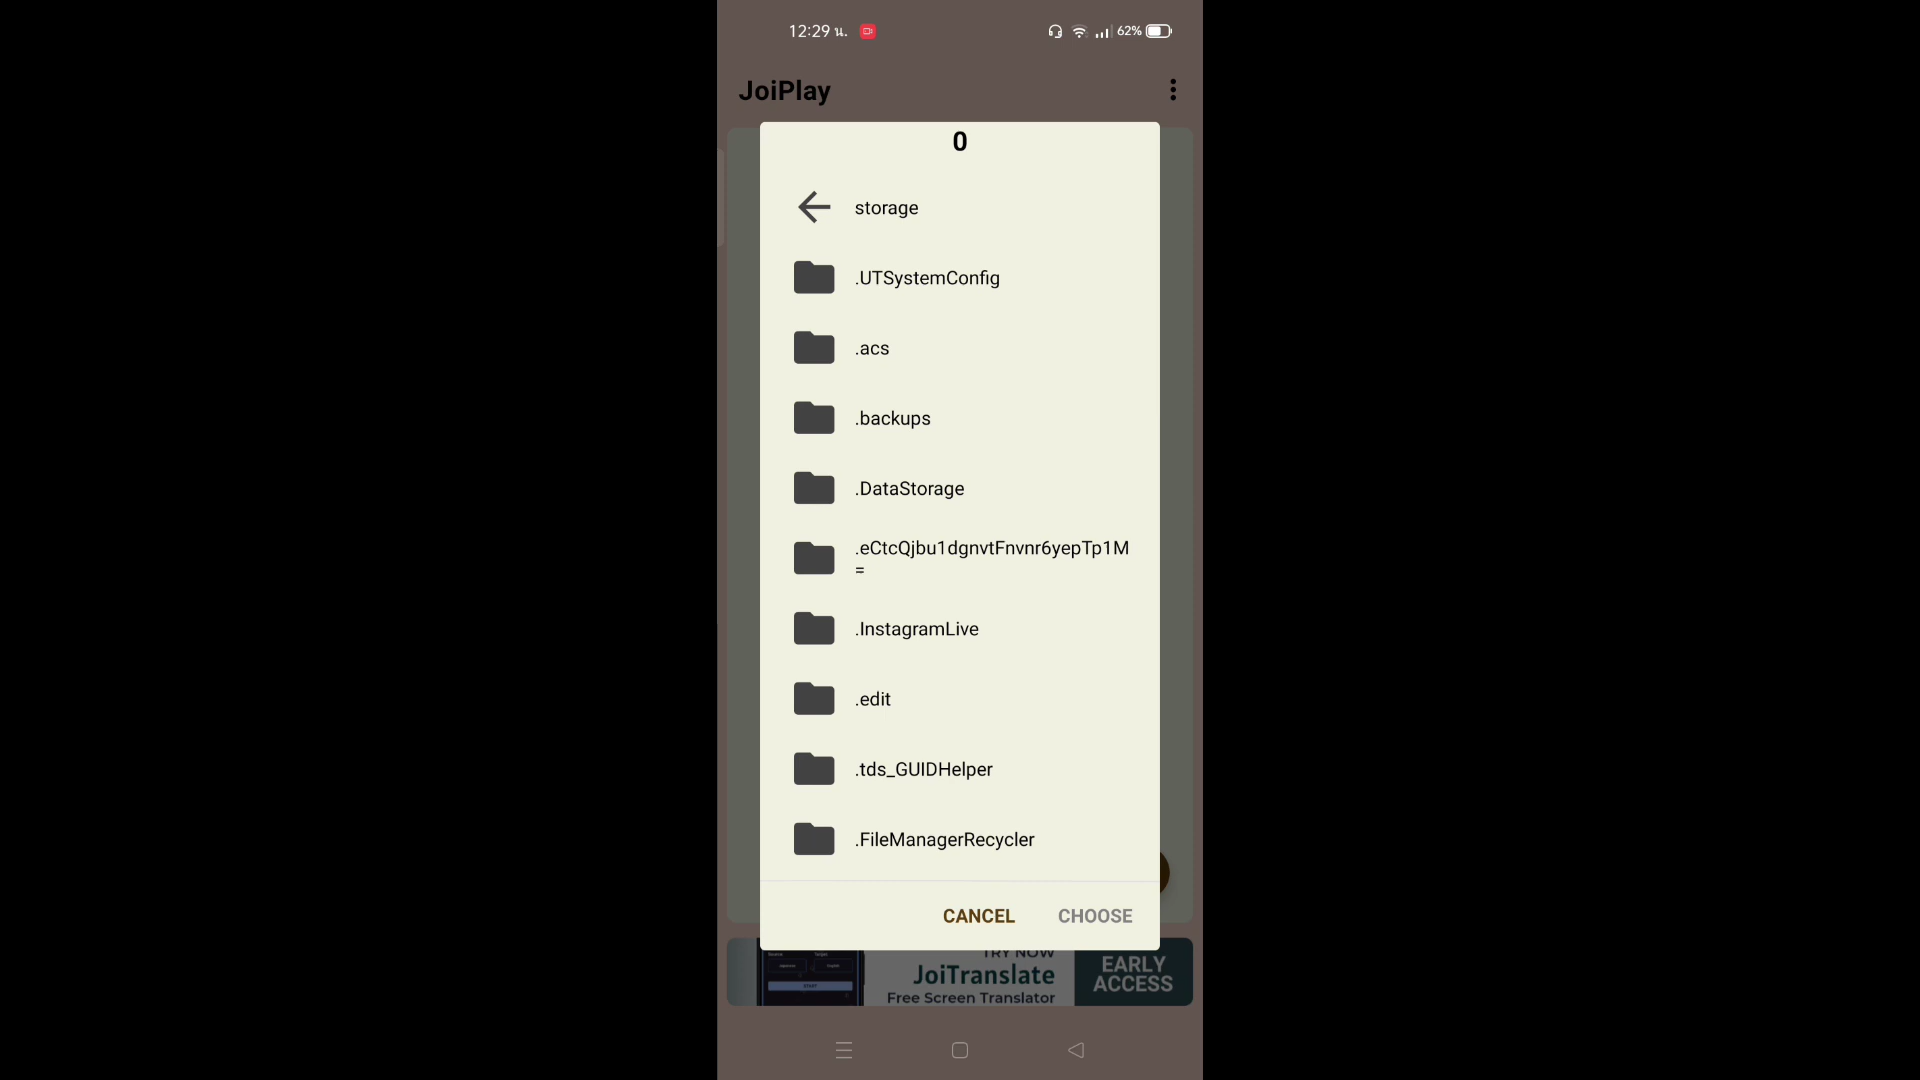 12:29 น.
62%
JoiPlay
0
storage
.UTSystemConfig
.acs
.backups
.DataStorage
.eCtcQjbu1dgnvtFnvnr6yepTp1M
=
.InstagramLive
.edit
.tds_GUIDHelper
.FileManagerRecycler
CANCEL CHOOSE
TRY NOW
JoiTranslate
Free Screen Translator
EARLY
ACCESS